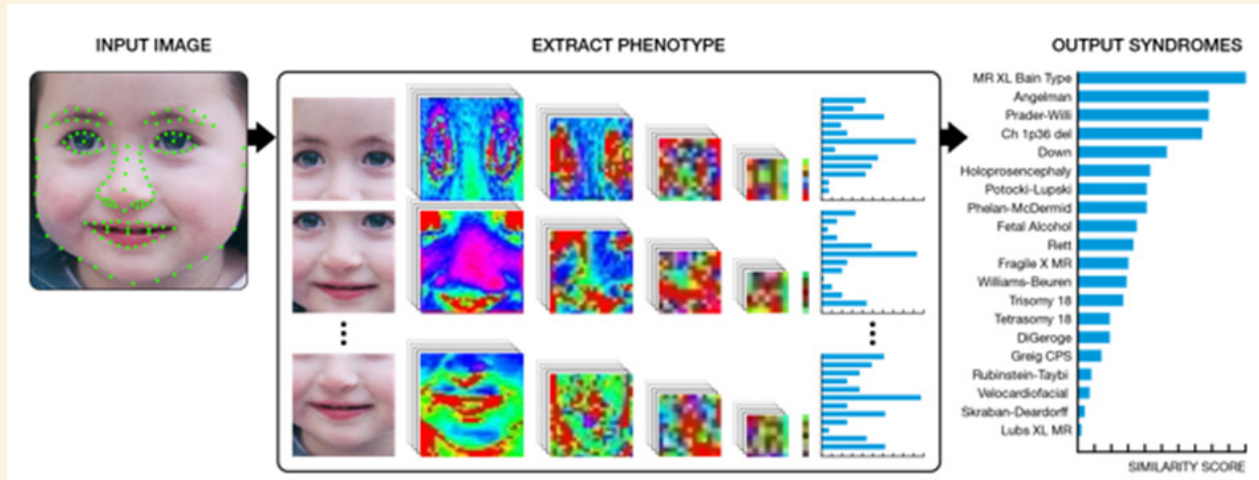 INPUT IMAGE
EXTRACT PHENOTYPE
OUTPUT SYNDROMES
MR XL Bain Type
Angelman
Prader-Willi
Ch 1p36 del
Down
Holoprosencephaly
Potocki-Lupski
Phelan-McDermid
Fetal Alcohol
Rett
Fragile X MR
Williams-Beuren
Trisomy 18
Tetrasomy 18
DiGeroge
Greig CPS
Rubinstein-Taybi
Velocardiofacial
Skraban-Deardorff
Lubs XL MR
SIMILARITY SCORE